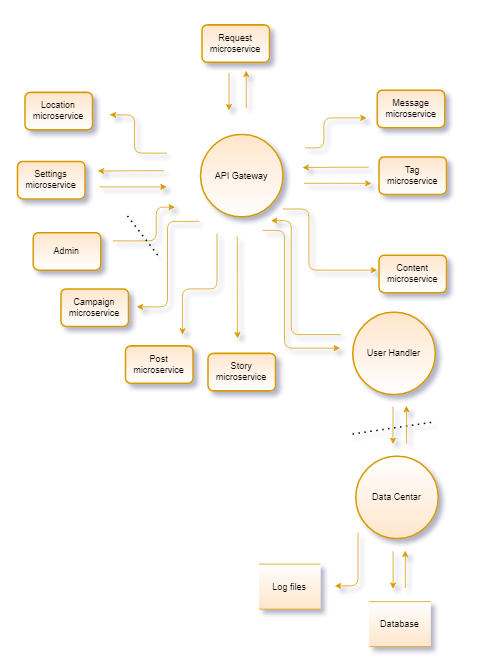 Request
microservice
Location
microservice
Message
microservice
API Gateway
Settings
microservice
Tag
microservice
Admin
Content
microservice
Campaign
microservice
Post
microservice
Story
microservice
User Handler
Data Centar
Log files
Database